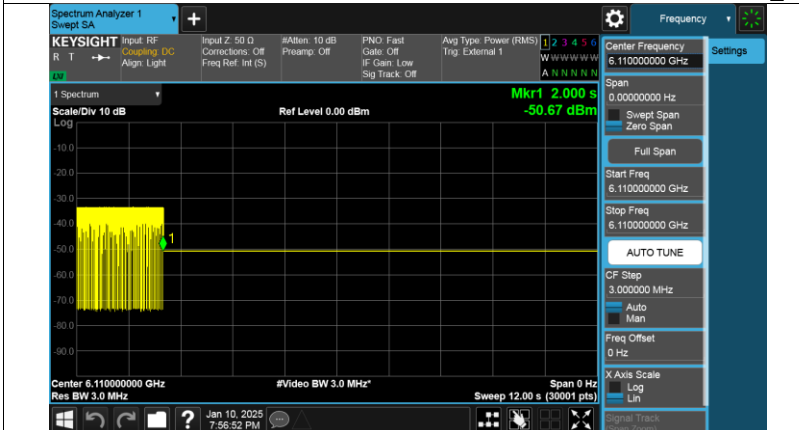 Spectrum Analyzer 1
Swept SA
Frequency
KEYSIGHT
R T
LXI
Input: RF
Coupling: DC
Align: Light
Input Z: 50 Ω
Corrections: Off
Freq Ref: Int (S)
#Atten: 10 dB
Preamp: Off
PNO: Fast
Gate: Off
IF Gain: Low
Sig Track: Off
Avg Type: Power (RMS)
Trig: External 1
1 2 3 4 5 6
W W W W W W
A N N N N N
1 Spectrum
Scale/Div 10 dB
Log
Ref Level 0.00 dBm
Mkr1 2.000 s
-50.67 dBm
-10.0
-20.0
-30.0
-40.0
-50.0
-60.0
-70.0
-80.0
-90.0
1
Center 6.110000000 GHz
Res BW 3.0 MHz
#Video BW 3.0 MHz*
Span 0 Hz
Sweep 12.00 s (30001 pts)
Center Frequency
6.110000000 GHz
Span
0.00000000 Hz
Swept Span
Zero Span
Full Span
Start Freq
6.110000000 GHz
Stop Freq
6.110000000 GHz
AUTO TUNE
CF Step
3.000000 MHz
Auto
Man
Freq Offset
0 Hz
X Axis Scale
Log
Lin
Signal Track
Settings
?
Jan 10, 2025
7:56:52 PM